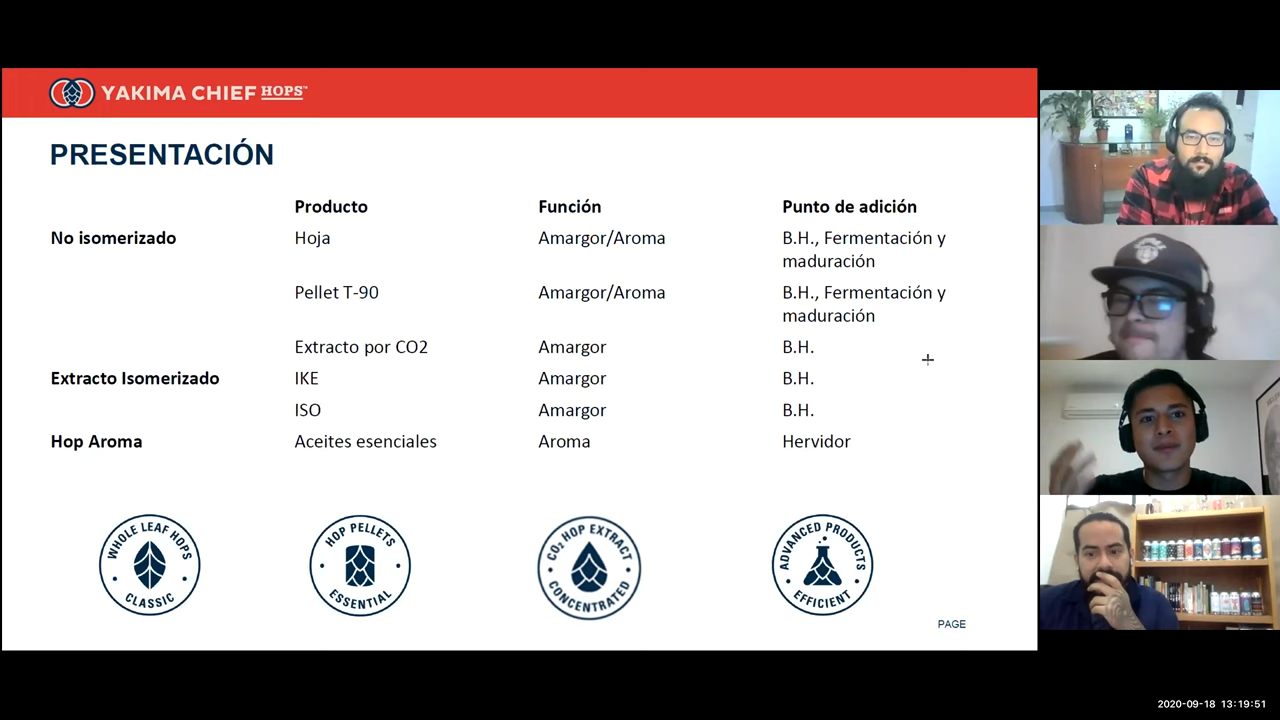 YAKIMA CHIEF HOPS™
PRESENTACIÓN
Producto Función Punto de adición
No isomerizado Hoja Amargor/Aroma B.H., Fermentación y
maduración
Pellet T-90 Amargor/Aroma B.H., Fermentación y
maduración
Extracto por CO2 Amargor B.H.
Extracto Isomerizado IKE Amargor B.H.
ISO Amargor B.H.
Hop Aroma Aceites esenciales Aroma Hervidor
WHOLE LEAF HOPS
CLASSIC
HOP PELLETS
ESSENTIAL
CO₂ HOP EXTRACT
CONCENTRATED
ADVANCED PRODUCTS
EFFICIENT
PAGE
2020-09-18 13:19:51